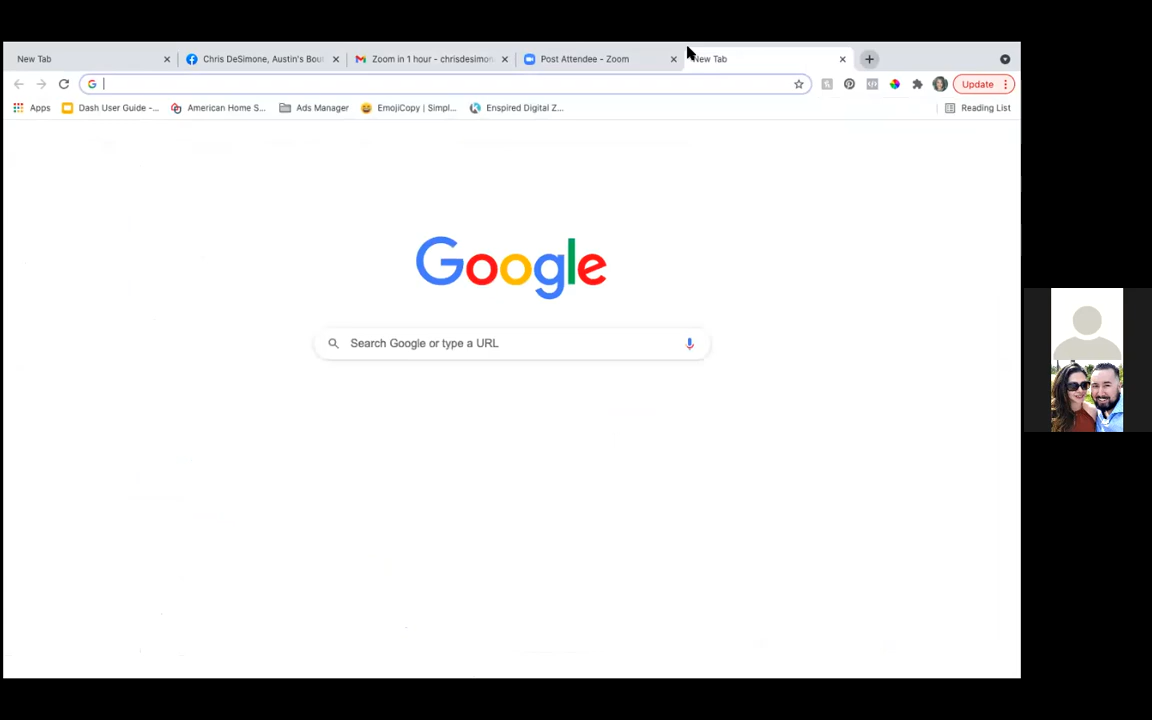 New Tab
Chris DeSimone, Austin's Bou
Zoom in 1 hour - chrisdesimon
Post Attendee - Zoom
New Tab
Update
Apps
Dash User Guide -...
American Home S...
Ads Manager
EmojiCopy | Simpl...
Enspired Digital Z...
Reading List
Google
Search Google or type a URL